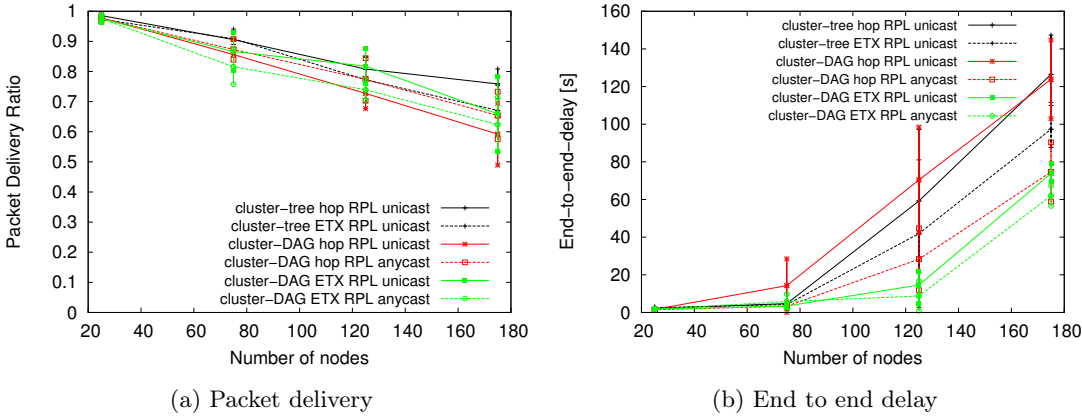 Packet Delivery Ratio
1
0.9
0.8
0.7
0.6
0.5
0.4
0.3
0.2
0.1
0
cluster-tree hop RPL unicast
cluster-tree ETX RPL unicast
cluster-DAG hop RPL unicast
cluster-DAG hop RPL anycast
cluster-DAG ETX RPL unicast
cluster-DAG ETX RPL anycast
20 40 60 80 100 120 140 160 180
Number of nodes
(a) Packet delivery
End-to-end-delay [s]
160
140
120
100
80
60
40
20
0
cluster-tree hop RPL unicast
cluster-tree ETX RPL unicast
cluster-DAG hop RPL unicast
cluster-DAG hop RPL anycast
cluster-DAG ETX RPL unicast
cluster-DAG ETX RPL anycast
20 40 60 80 100 120 140 160 180
Number of nodes
(b) End to end delay